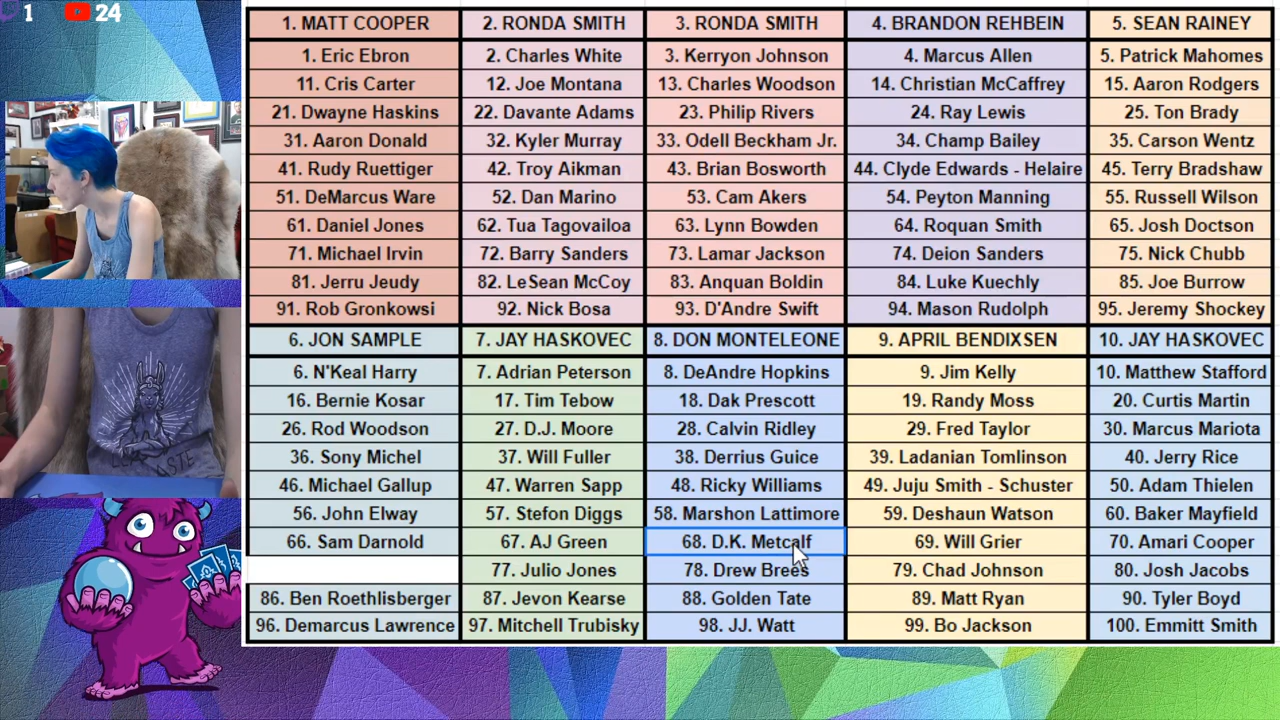 1 24
1. MATT COOPER 2. RONDA SMITH 3. RONDA SMITH 4. BRANDON REHBEIN 5. SEAN RAINEY
1. Eric Ebron 2. Charles White 3. Kerryon Johnson 4. Marcus Allen 5. Patrick Mahomes
11. Cris Carter 12. Joe Montana 13. Charles Woodson 14. Christian McCaffrey 15. Aaron Rodgers
21. Dwayne Haskins 22. Davante Adams 23. Philip Rivers 24. Ray Lewis 25. Ton Brady
31. Aaron Donald 32. Kyler Murray 33. Odell Beckham Jr. 34. Champ Bailey 35. Carson Wentz
41. Rudy Ruettiger 42. Troy Aikman 43. Brian Bosworth 44. Clyde Edwards - Helaire 45. Terry Bradshaw
51. DeMarcus Ware 52. Dan Marino 53. Cam Akers 54. Peyton Manning 55. Russell Wilson
61. Daniel Jones 62. Tua Tagovailoa 63. Lynn Bowden 64. Roquan Smith 65. Josh Doctson
71. Michael Irvin 72. Barry Sanders 73. Lamar Jackson 74. Deion Sanders 75. Nick Chubb
81. Jerru Jeudy 82. LeSean McCoy 83. Anquan Boldin 84. Luke Kuechly 85. Joe Burrow
91. Rob Gronkowsi 92. Nick Bosa 93. D'Andre Swift 94. Mason Rudolph 95. Jeremy Shockey
6. JON SAMPLE 7. JAY HASKOVEC 8. DON MONTELEONE 9. APRIL BENDIXSEN 10. JAY HASKOVEC
6. N'Keal Harry 7. Adrian Peterson 8. DeAndre Hopkins 9. Jim Kelly 10. Matthew Stafford
16. Bernie Kosar 17. Tim Tebow 18. Dak Prescott 19. Randy Moss 20. Curtis Martin
26. Rod Woodson 27. D.J. Moore 28. Calvin Ridley 29. Fred Taylor 30. Marcus Mariota
36. Sony Michel 37. Will Fuller 38. Derrius Guice 39. Ladanian Tomlinson 40. Jerry Rice
46. Michael Gallup 47. Warren Sapp 48. Ricky Williams 49. Juju Smith - Schuster 50. Adam Thielen
56. John Elway 57. Stefon Diggs 58. Marshon Lattimore 59. Deshaun Watson 60. Baker Mayfield
66. Sam Darnold 67. AJ Green 68. D.K. Metcalf 69. Will Grier 70. Amari Cooper
77. Julio Jones 78. Drew Brees 79. Chad Johnson 80. Josh Jacobs
86. Ben Roethlisberger 87. Jevon Kearse 88. Golden Tate 89. Matt Ryan 90. Tyler Boyd
96. Demarcus Lawrence 97. Mitchell Trubisky 98. JJ. Watt 99. Bo Jackson 100. Emmitt Smith